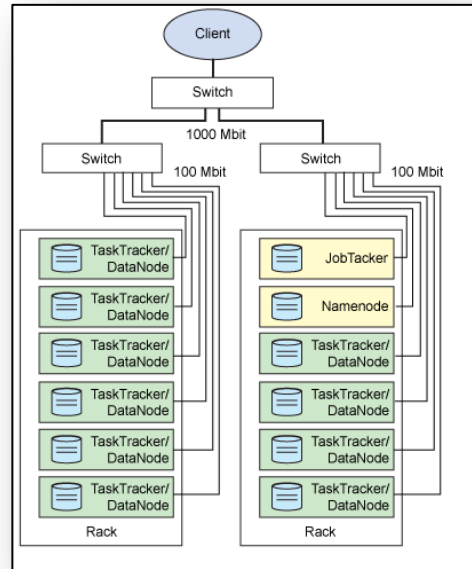 Client
Switch
1000 Mbit
Switch
Switch
100 Mbit
100 Mbit
TaskTracker/
DataNode
TaskTracker/
DataNode
TaskTracker/
DataNode
TaskTracker/
DataNode
TaskTracker/
DataNode
TaskTracker/
DataNode
Rack
JobTacker
Namenode
TaskTracker/
DataNode
TaskTracker/
DataNode
TaskTracker/
DataNode
TaskTracker/
DataNode
Rack